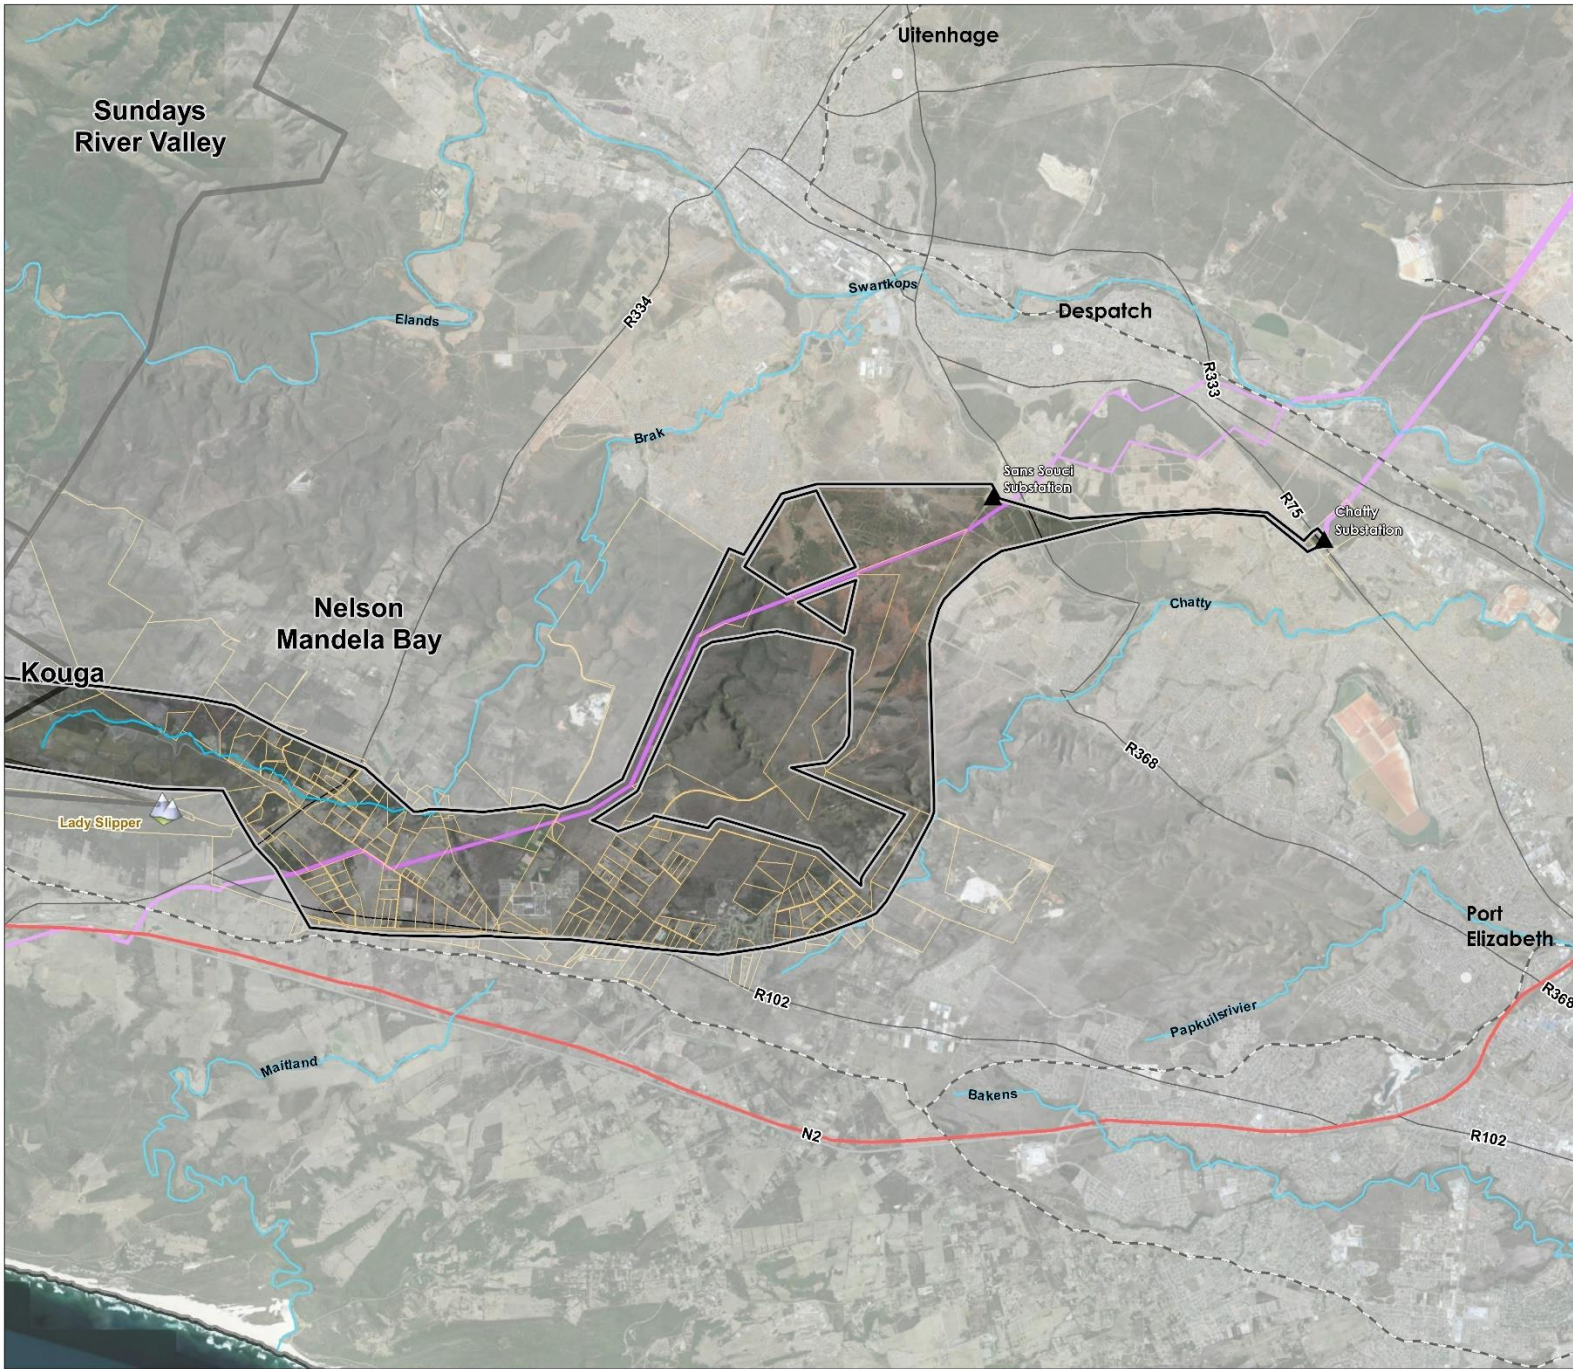 Uitenhage
Sundays
River Valley
Swartkops
R334
Elands
Despatch
R333
Brak
Sans Souci
Substation
R75
Chatty
Substation
Nelson
Mandela Bay
Chatty
Kouga
R368
Lady Slipper
Port
Elizabeth
R102
R368
Papkuilsrivier
Maitland
Bakens
N2
R102